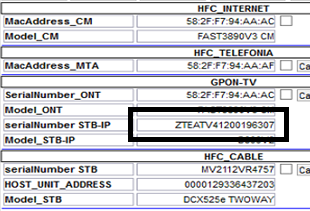 HFC_INTERNET
MacAddress_CM 58:2F:F7:94:AA:AC
Model_CM FAST3890V3 CM
HFC_TELEFONIA
MacAddress_MTA 58:2F:F7:94:AA:AF Ca
GPON-TV
SerialNumber_ONT 58:2F:F7:94:AA:AC Ca
Model_ONT
serialNumber STB-IP ZTEATV41200196307
Model_STB-IP
HFC_CABLE
serialNumber STB MV2112VR4757 Ca
HOST_UNIT_ADDRESS 0000129336437203
Model_STB DCX525e TWOWAY